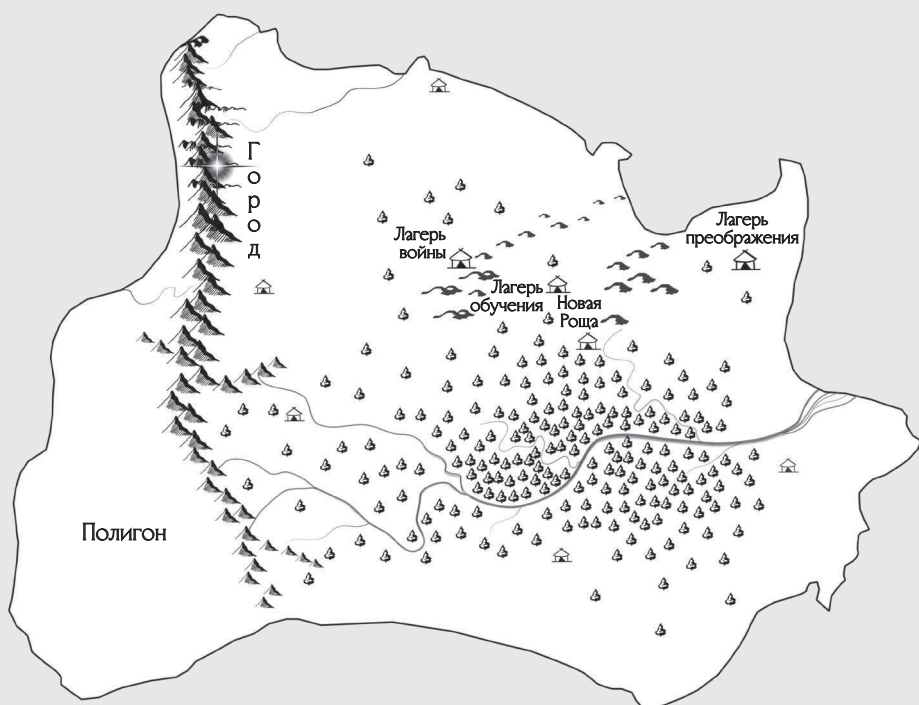 Город
Лагерь
войны
Лагерь
преображения
Лагерь
обучения
Новая
Роща
Полигон